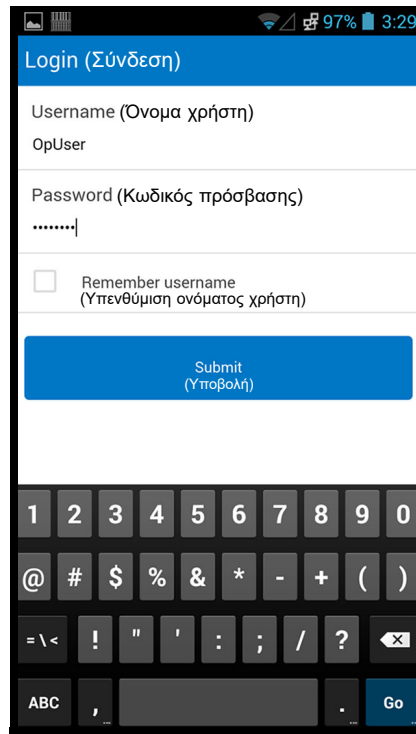 97% 3:29
Login (Σύνδεση)
Username (Όνομα χρήστη)
OpUser
Password (Κωδικός πρόσβασης)
••••••••
Remember username
(Υπενθύμιση ονόματος χρήστη)
Submit
(Υποβολή)
1 2 3 4 5 6 7 8 9 0
@ # $ % & * - + ( )
= \ < ! " ' : ; / ?
ABC , . Go